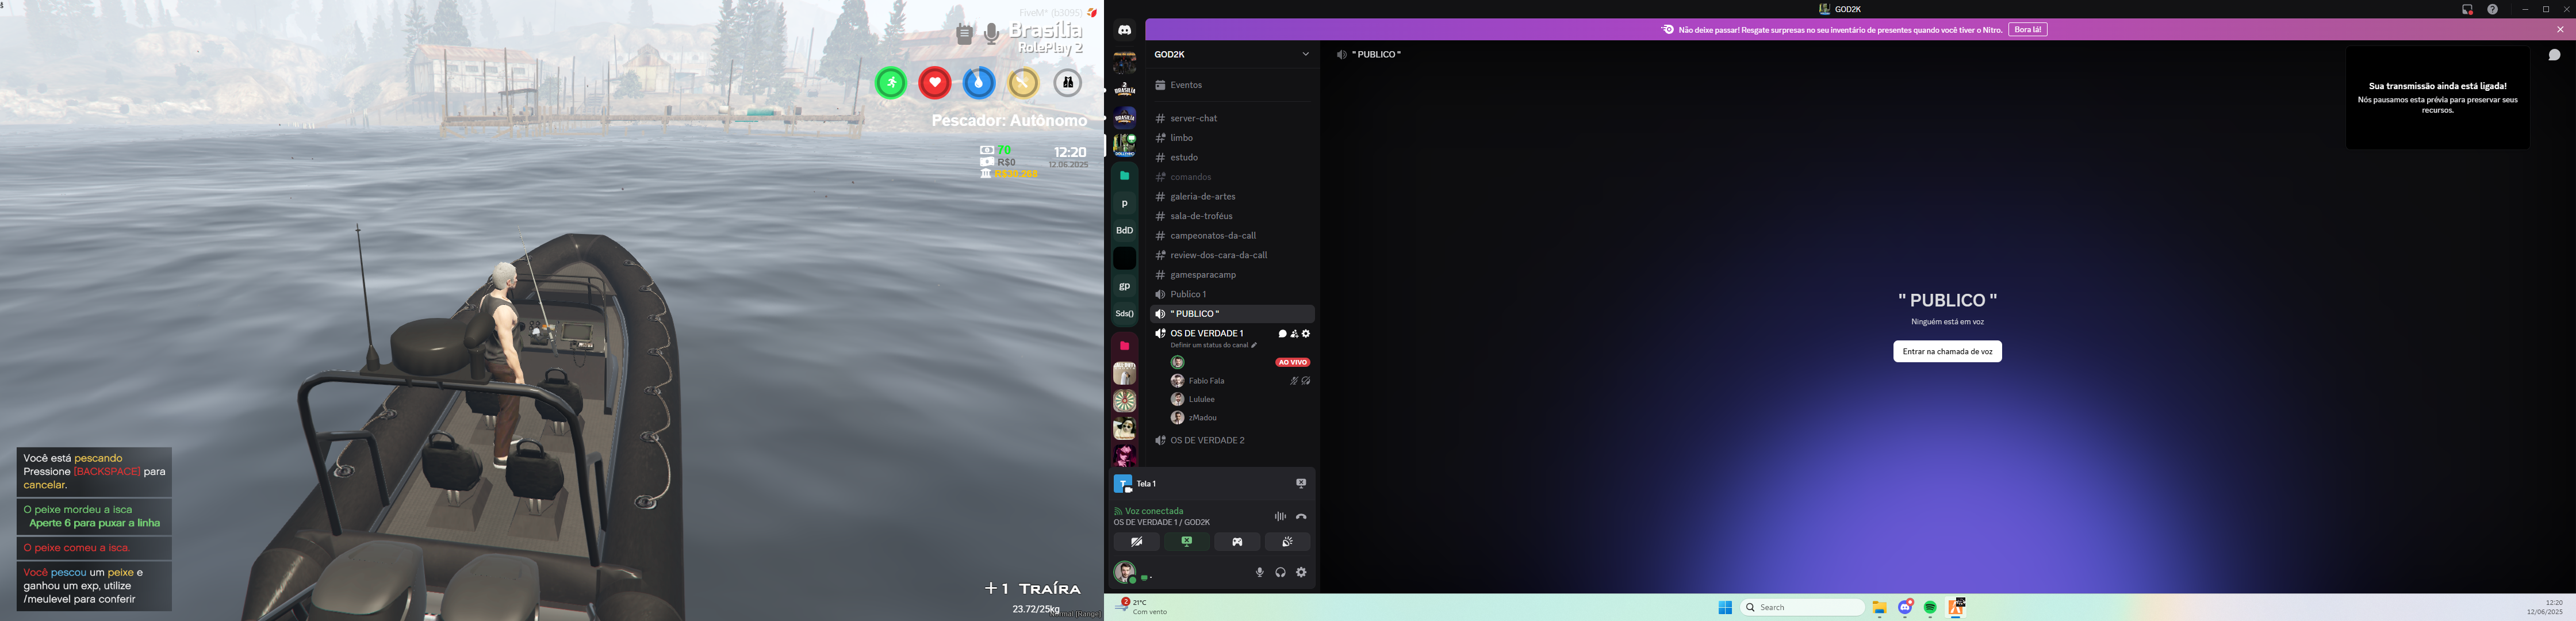 FiveM* (b3095)
Brasília
RolePlay 2
Pescador: Autônomo
70
R$0
12:20
12.06.2025
Você está pescando
Pressione [BACKSPACE] para
cancelar.
O peixe mordeu a isca
Aperte 6 para puxar a linha
O peixe comeu a isca.
Você pescou um peixe e
ganhou um exp, utilize
/meulevel para conferir
+1 Traíra
23.72/25kg
GOD2K
Não deixe passar! Resgate surpresas no seu inventário de presentes quando você tiver o Nitro.
Bora lá!
GOD2K
Eventos
server-chat
limbo
estudo
comandos
galeria-de-artes
sala-de-troféus
campeonatos-da-call
review-dos-cara-da-call
gamesparacamp
Publico 1
" PUBLICO "
OS DE VERDADE 1
Definir um status do canal
AO VIVO
Fabio Fala
Lululee
zMadou
OS DE VERDADE 2
p
BdD
gp
Sds()
T
Tela 1
Voz conectada
OS DE VERDADE 1 / GOD2K
" PUBLICO "
Sua transmissão ainda está ligada!
Nós pausamos esta prévia para preservar seus
recursos.
" PUBLICO "
Ninguém está em voz
Entrar na chamada de voz
2
21°C
Com vento
Search
12:20
12/06/2025